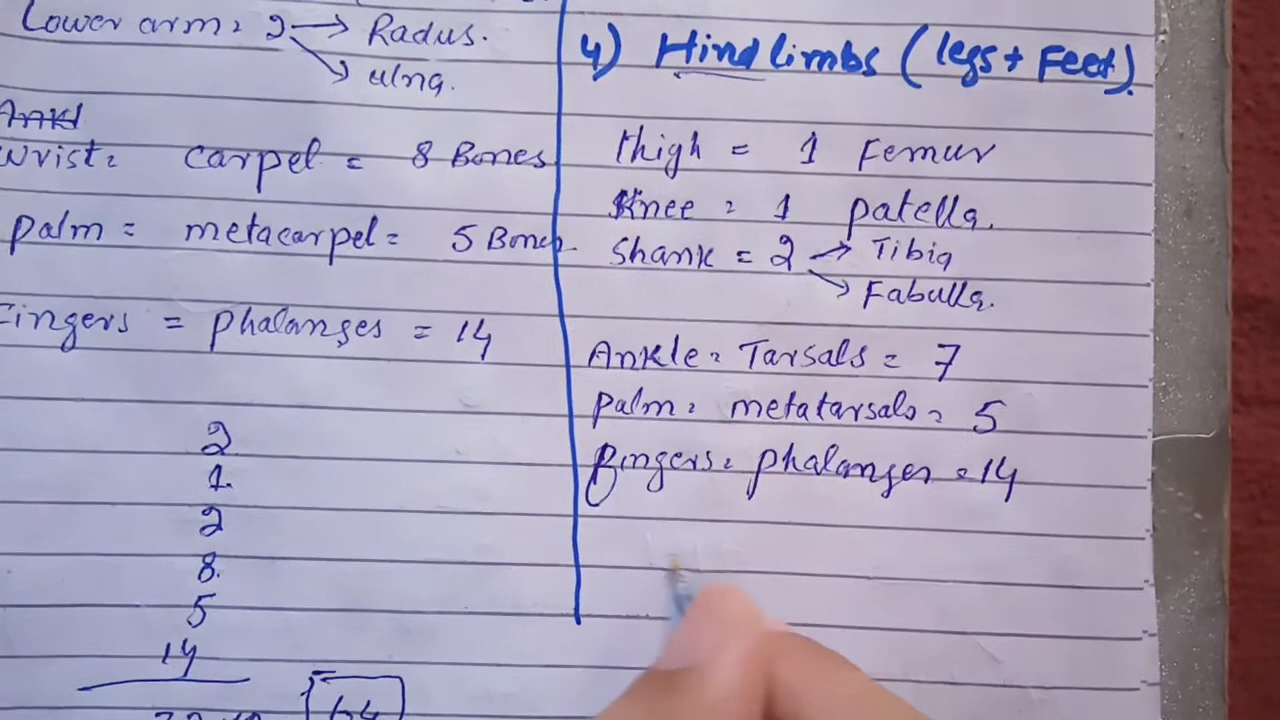 Lower arm = 2 → Radus.
→ ulna.
Ankl
Wrist = carpel = 8 Bones
palm = metacarpel = 5 Bones
Fingers = phalanges = 14
2
1.
2
8.
5
14
64
4) Hind limbs (legs + Feet).
thigh = 1 Femur
Knee = 1 patella.
Shank = 2 → Tibia
→ Fabulla.
Ankle = Tarsals = 7
palm = metatarsals = 5
Fingers = phalanges = 14